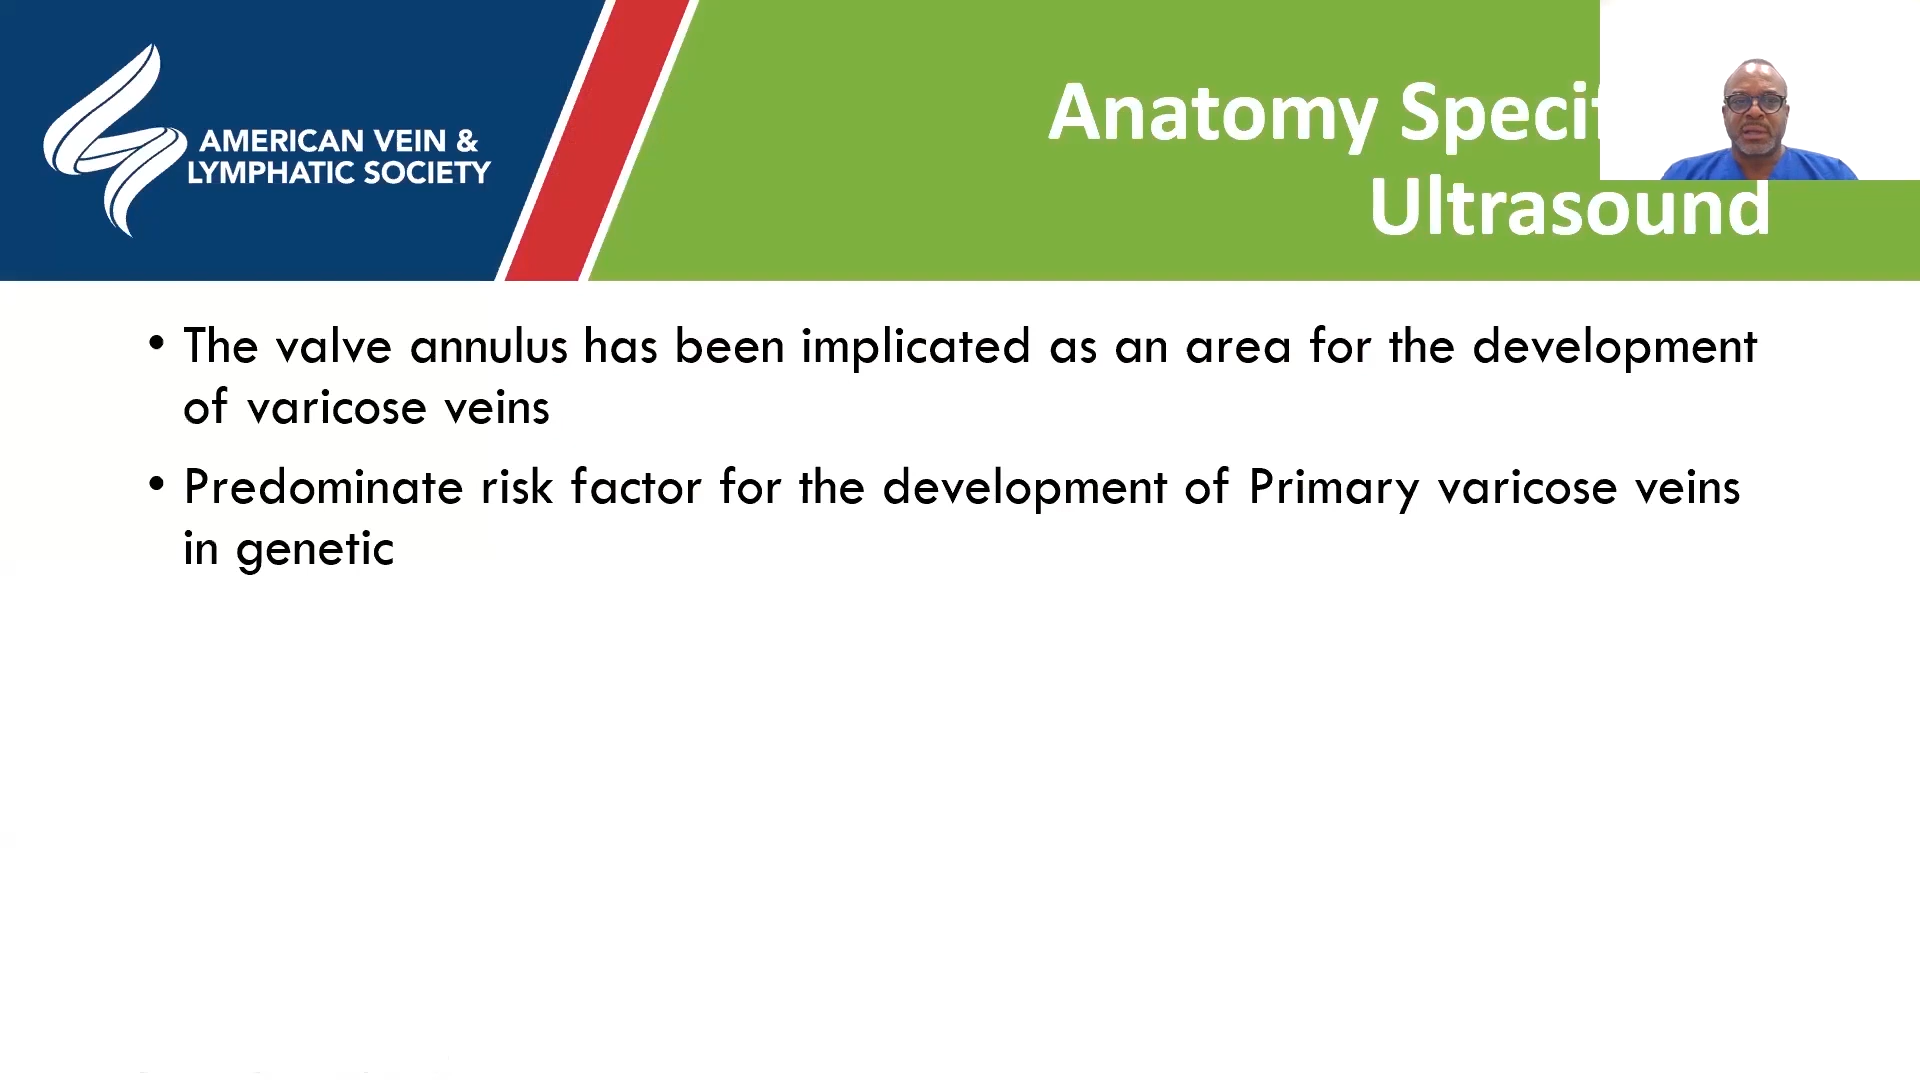 AMERICAN VEIN &
LYMPHATIC SOCIETY
Anatomy
Ultrasound
• The valve annulus has been implicated as an area for the development
of varicose veins
• Predominate risk factor for the development of Primary varicose veins
in genetic